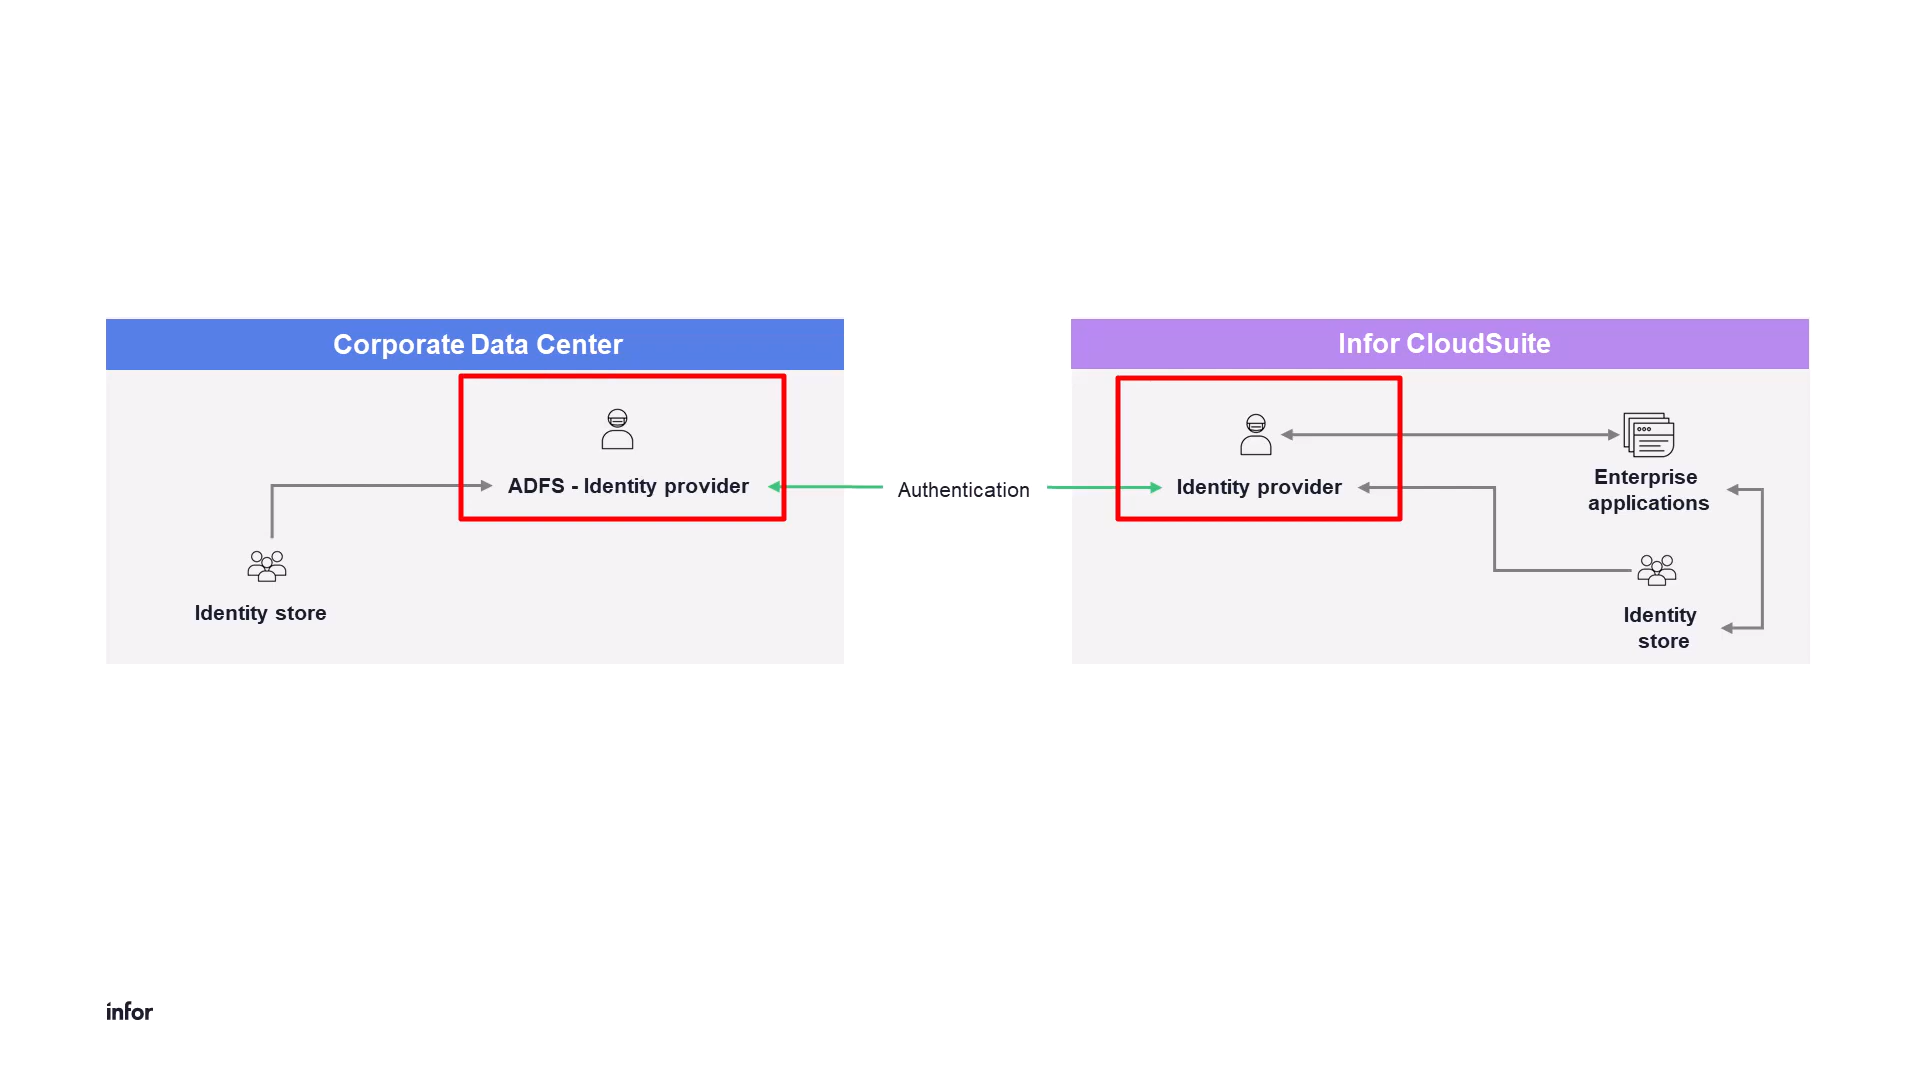 Corporate Data Center
Infor CloudSuite
ADFS - Identity provider
Authentication
Identity provider
Enterprise
applications
Identity store
Identity
store
infor